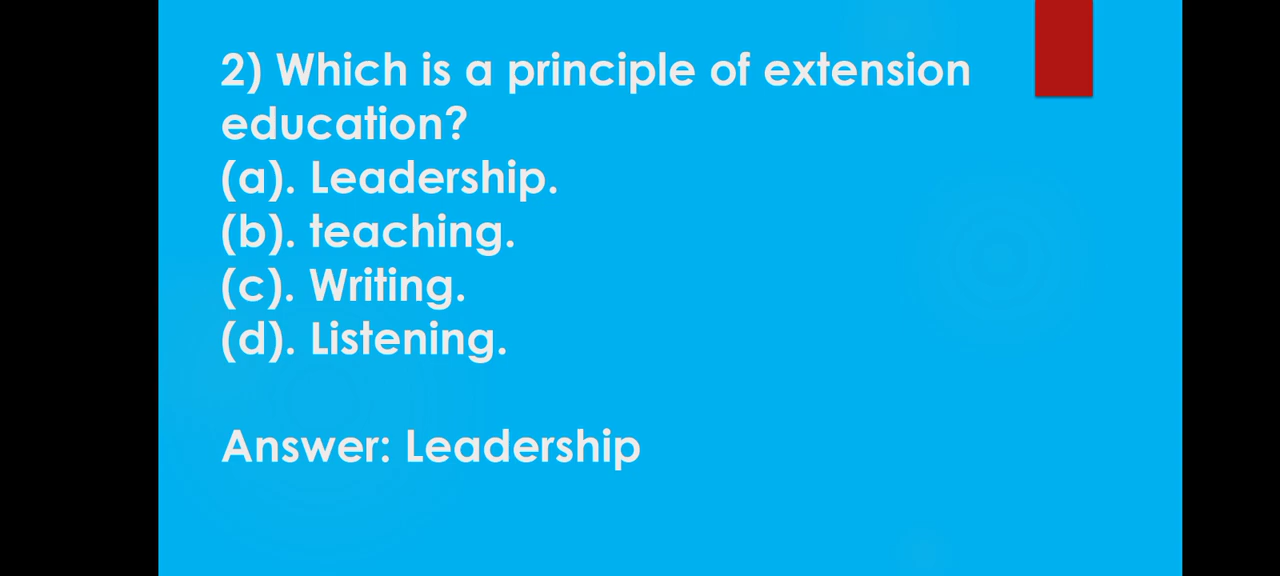 2) Which is a principle of extension
education?
(a). Leadership.
(b). teaching.
(c). Writing.
(d). Listening.
Answer: Leadership